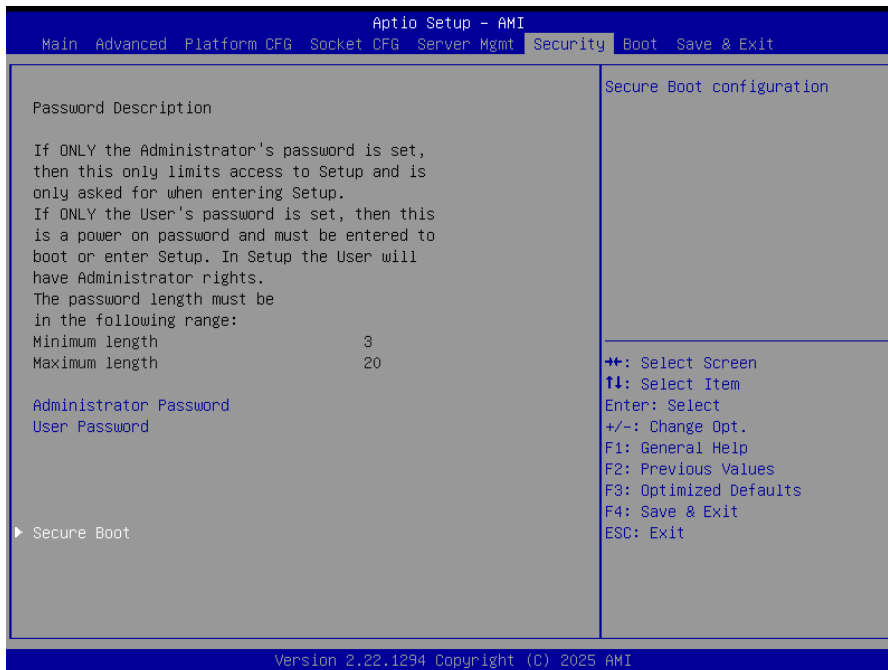 Aptio Setup - AMI
Main Advanced Platform CFG Socket CFG Server Mgmt Security Boot Save & Exit
Password Description
If ONLY the Administrator's password is set,
then this only limits access to Setup and is
only asked for when entering Setup.
If ONLY the User's password is set, then this
is a power on password and must be entered to
boot or enter Setup. In Setup the User will
have Administrator rights.
The password length must be
in the following range:
Minimum length 3
Maximum length 20
Administrator Password
User Password
Secure Boot
Secure Boot configuration
→←: Select Screen
↑↓: Select Item
Enter: Select
+/-: Change Opt.
F1: General Help
F2: Previous Values
F3: Optimized Defaults
F4: Save & Exit
ESC: Exit
Version 2.22.1294 Copyright (C) 2025 AMI